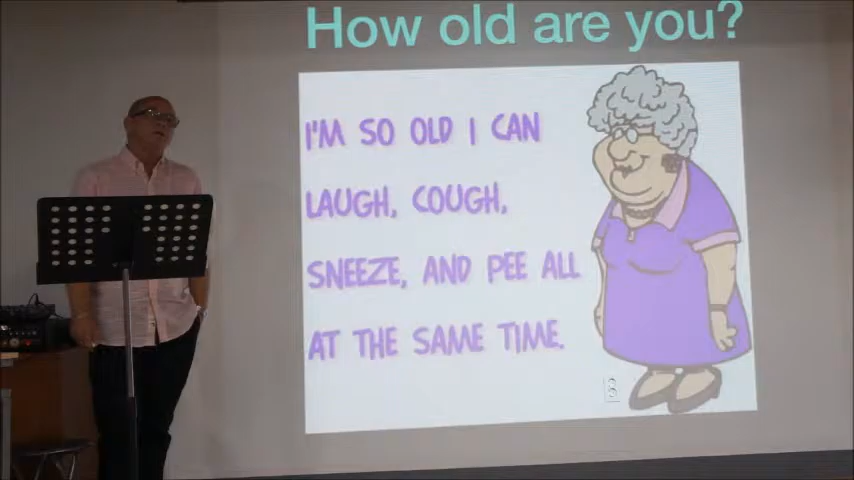 How old are you?
I'M SO OLD I CAN
LAUGH, COUGH,
SNEEZE, AND PEE ALL
AT THE SAME TIME.